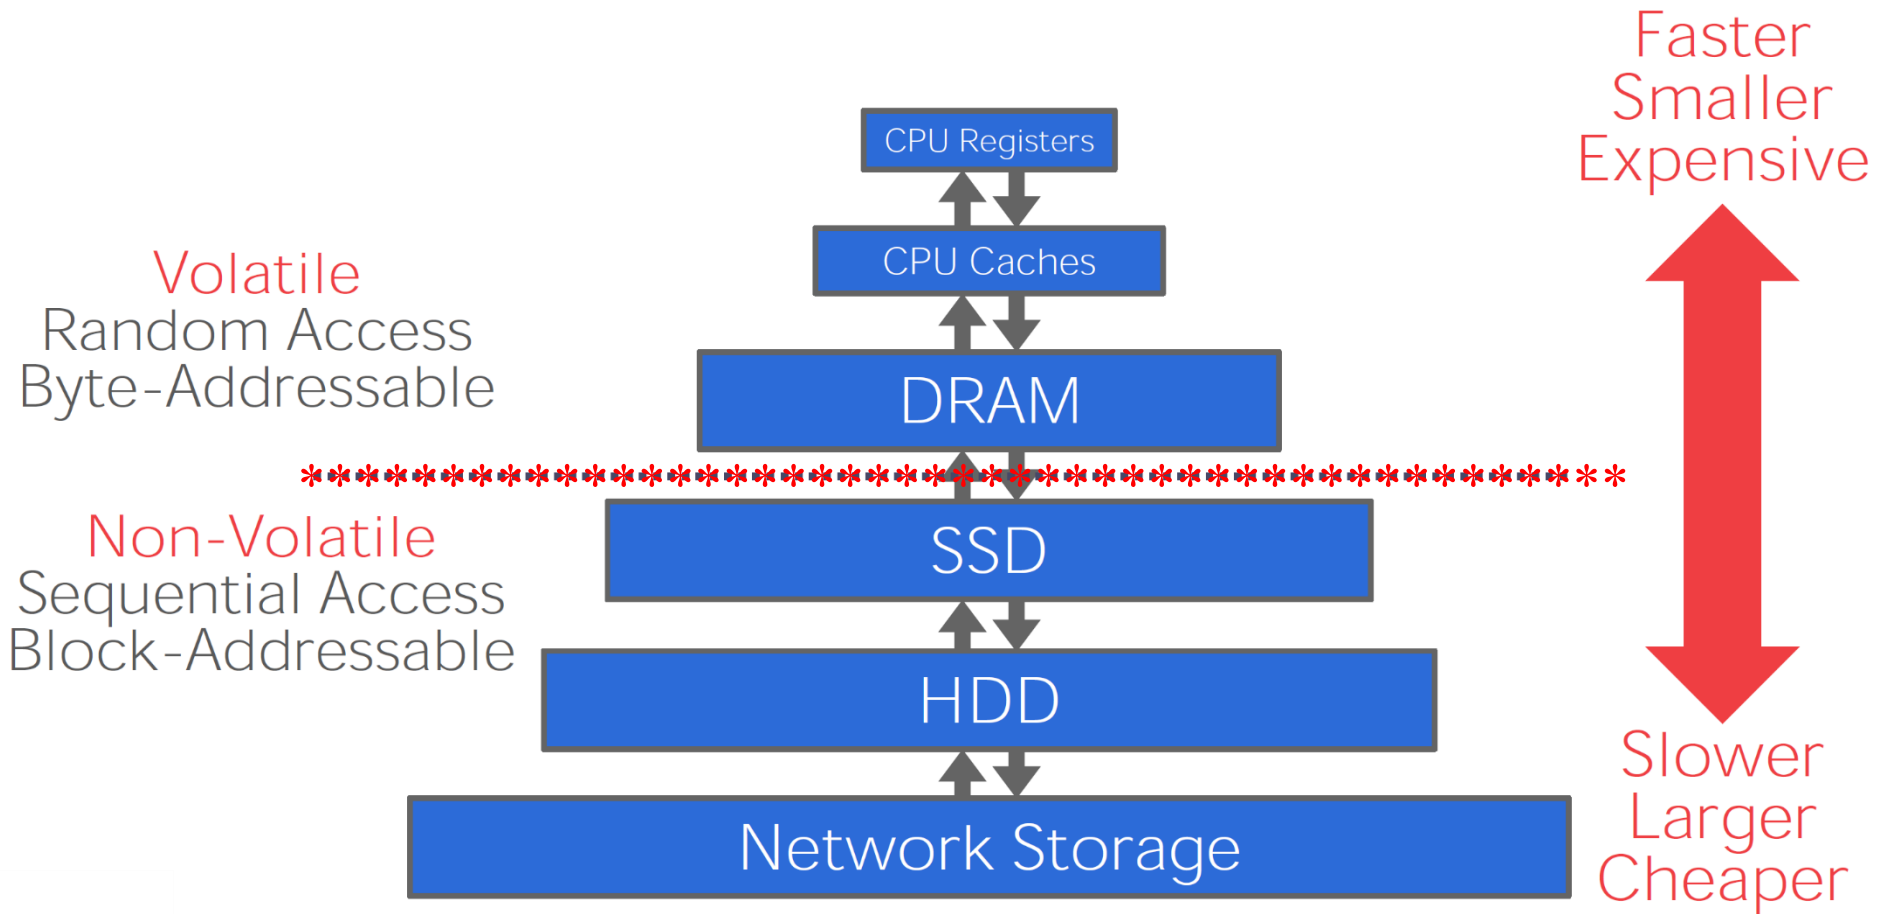 Faster
Smaller
Expensive
CPU Registers
CPU Caches
Volatile
Random Access
Byte-Addressable
DRAM
***********************************************
Non-Volatile
Sequential Access
Block-Addressable
SSD
HDD
Network Storage
Slower
Larger
Cheaper